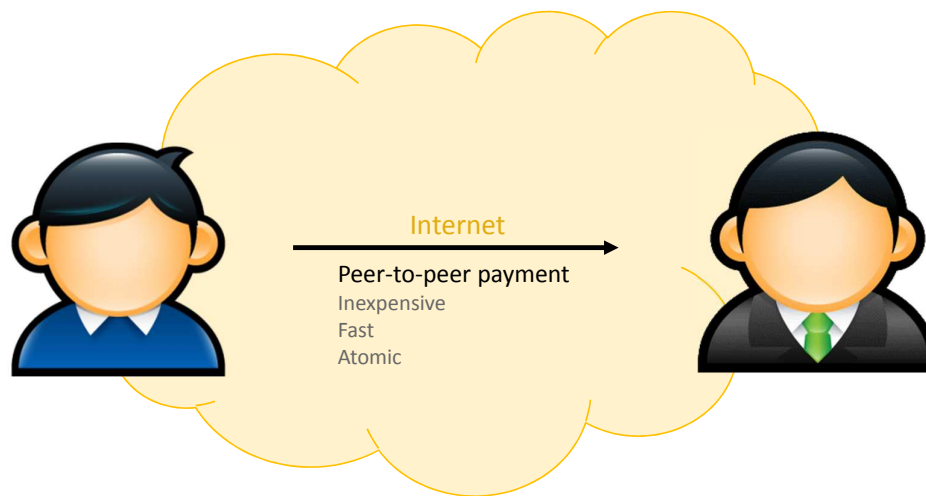 Internet
Peer-to-peer payment
Inexpensive
Fast
Atomic